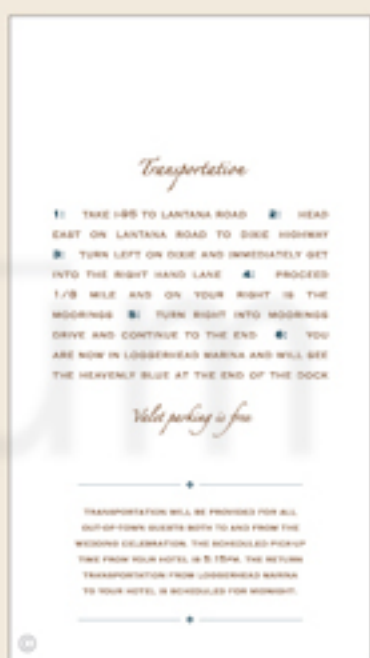 Transportation
1: TAKE I-95 TO LANTANA ROAD 2: HEAD
EAST ON LANTANA ROAD TO DIXIE HIGHWAY
3: TURN LEFT ON DIXIE AND IMMEDIATELY GET
INTO THE RIGHT HAND LANE 4: PROCEED
1/8 MILE AND ON YOUR RIGHT IS THE
MOORINGS 5: TURN RIGHT INTO MOORINGS
DRIVE AND CONTINUE TO THE END 6: YOU
ARE NOW IN LOGGERHEAD MARINA AND WILL SEE
THE HEAVENLY BLUE AT THE END OF THE DOCK
Valet parking is free
TRANSPORTATION WILL BE PROVIDED FOR ALL
OUT-OF-TOWN GUESTS BOTH TO AND FROM THE
WEDDING CELEBRATION. THE SCHEDULED PICK-UP
TIME FROM YOUR HOTEL IS 5:15PM. THE RETURN
TRANSPORTATION FROM LOGGERHEAD MARINA
TO YOUR HOTEL IS SCHEDULED FOR MIDNIGHT.